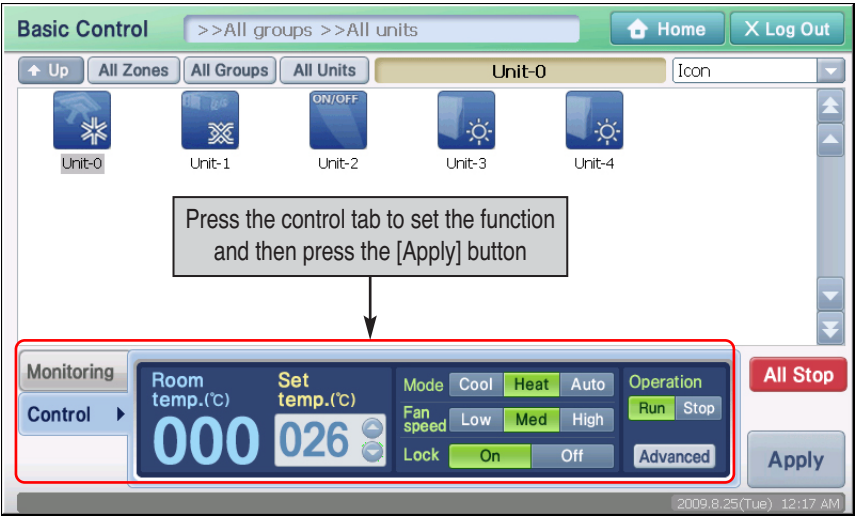 Basic Control >>All groups >>All units Home X Log Out
Up All Zones All Groups All Units Unit-0 Icon
ON/OFF
Unit-0 Unit-1 Unit-2 Unit-3 Unit-4
Press the control tab to set the function
and then press the [Apply] button
Monitoring
Control
Room
temp.(℃)
000
Set
temp.(℃)
026
Mode Cool Heat Auto
Fan
speed Low Med High
Lock On Off
Operation
Run Stop
Advanced
All Stop
Apply
2009.8.25(Tue) 12:17 AM